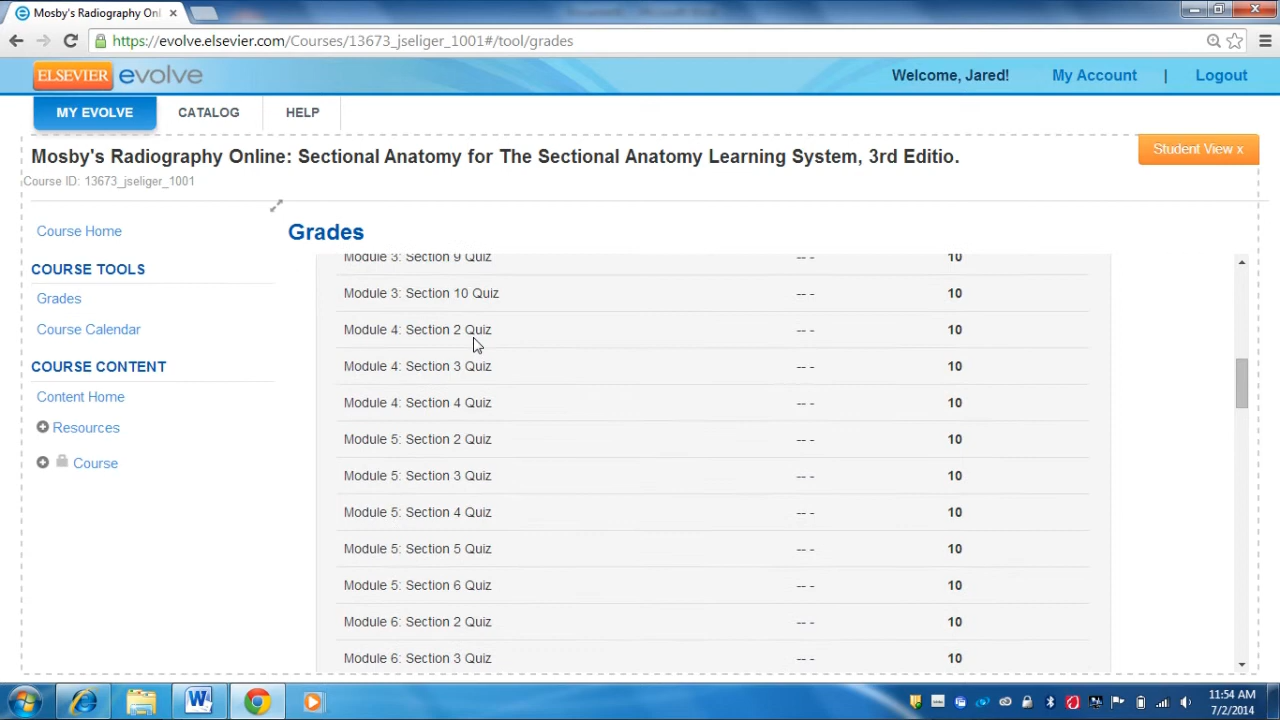 Mosby's Radiography Onl
https://evolve.elsevier.com/Courses/13673_jseliger_1001#/tool/grades
ELSEVIER evolve
Welcome, Jared! My Account | Logout
MY EVOLVE CATALOG HELP
Mosby's Radiography Online: Sectional Anatomy for The Sectional Anatomy Learning System, 3rd Editio.
Student View x
Course ID: 13673_jseliger_1001
Course Home
COURSE TOOLS
Grades
Course Calendar
COURSE CONTENT
Content Home
Resources
Course
Grades
Module 3: Section 9 Quiz -- - 10
Module 3: Section 10 Quiz -- - 10
Module 4: Section 2 Quiz -- - 10
Module 4: Section 3 Quiz -- - 10
Module 4: Section 4 Quiz -- - 10
Module 5: Section 2 Quiz -- - 10
Module 5: Section 3 Quiz -- - 10
Module 5: Section 4 Quiz -- - 10
Module 5: Section 5 Quiz -- - 10
Module 5: Section 6 Quiz -- - 10
Module 6: Section 2 Quiz -- - 10
Module 6: Section 3 Quiz -- - 10
11:54 AM
7/2/2014